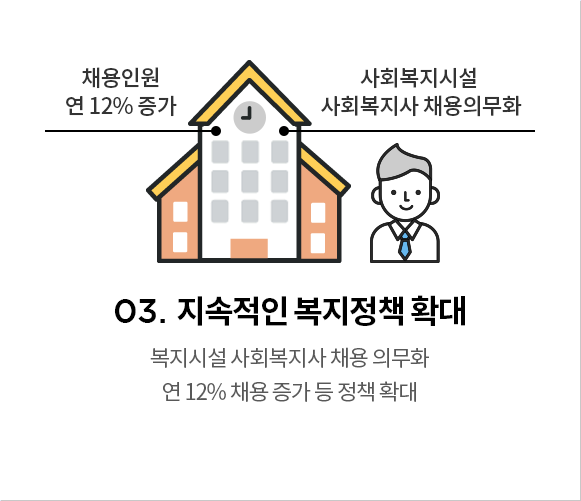 채용인원
연 12% 증가
사회복지시설
사회복지사 채용의무화
03. 지속적인 복지정책 확대
복지시설 사회복지사 채용 의무화
연 12% 채용 증가 등 정책 확대